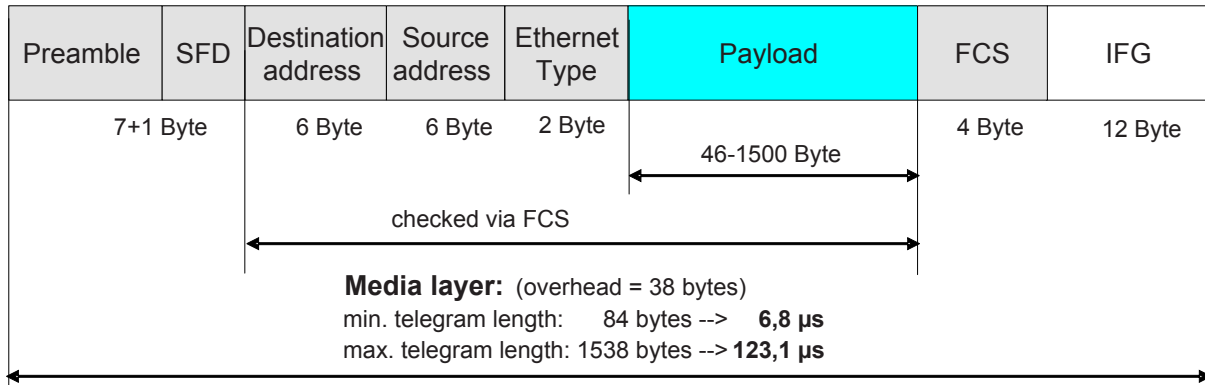 Preamble
SFD
Destination
address
Source
address
Ethernet
Type
Payload
FCS
IFG
7+1 Byte
6 Byte
6 Byte
2 Byte
46-1500 Byte
4 Byte
12 Byte
checked via FCS
Media layer: (overhead = 38 bytes)
min. telegram length: 84 bytes --> 6,8 µs
max. telegram length: 1538 bytes --> 123,1 µs